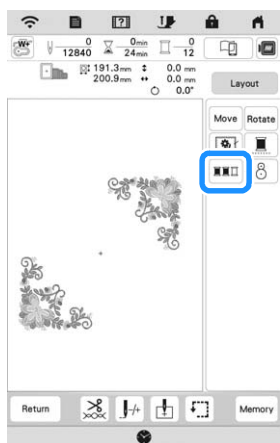 W+
0
12840
0min
24min
0
12
191.3mm
200.9mm
0.0 mm
0.0 mm
0.0°
Layout
Move
Rotate
Return
-/+
Memory